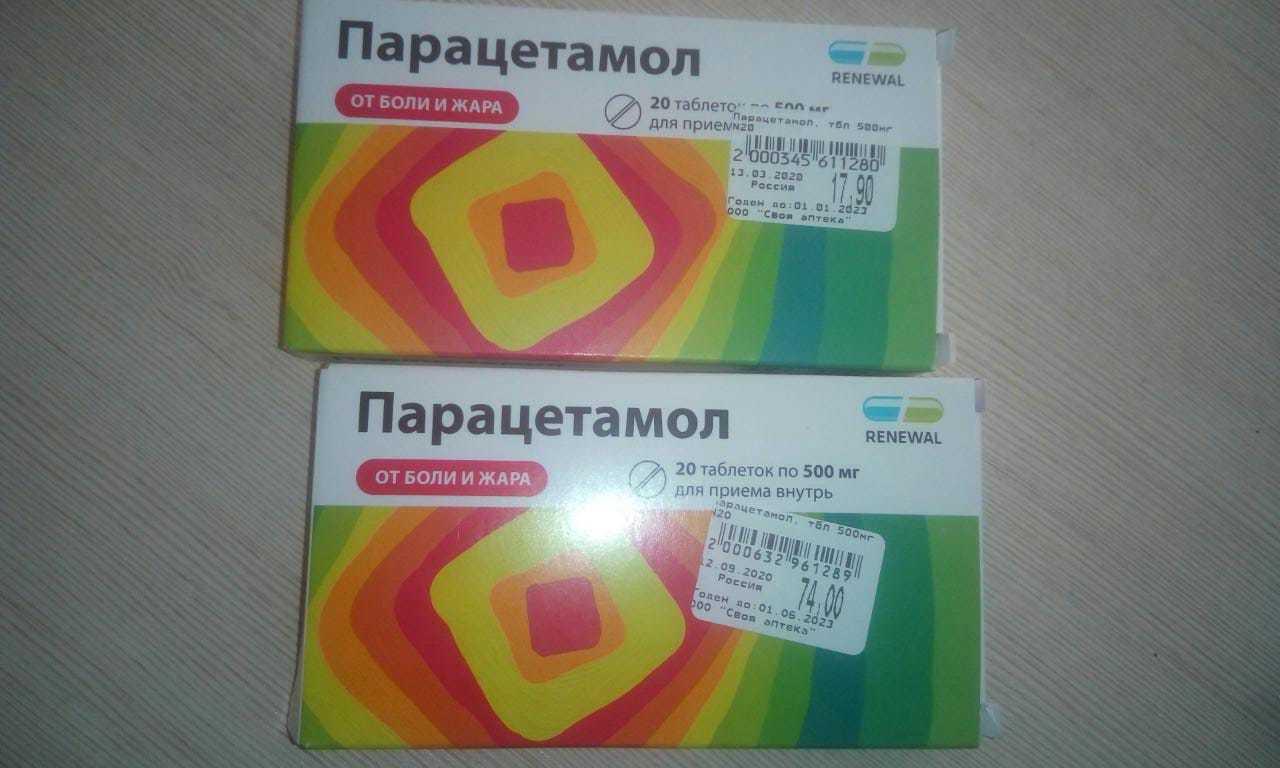 Парацетамол
RENEWAL
ОТ БОЛИ И ЖАРА
20 таблеток по 500 мг
для прием
Парацетамол. тбл 500мг
N20
2 000345 611280
13.03.2020
17,90
Россия
Годен до:01.01.2023
ООО "Своя аптека"
Парацетамол
RENEWAL
ОТ БОЛИ И ЖАРА
20 таблеток по 500 мг
для приема внутрь
Парацетамол. тбл 500мг
N20
2 000632 961289
12.09.2020
74,00
Россия
Годен до:01.06.2023
ООО "Своя аптека"